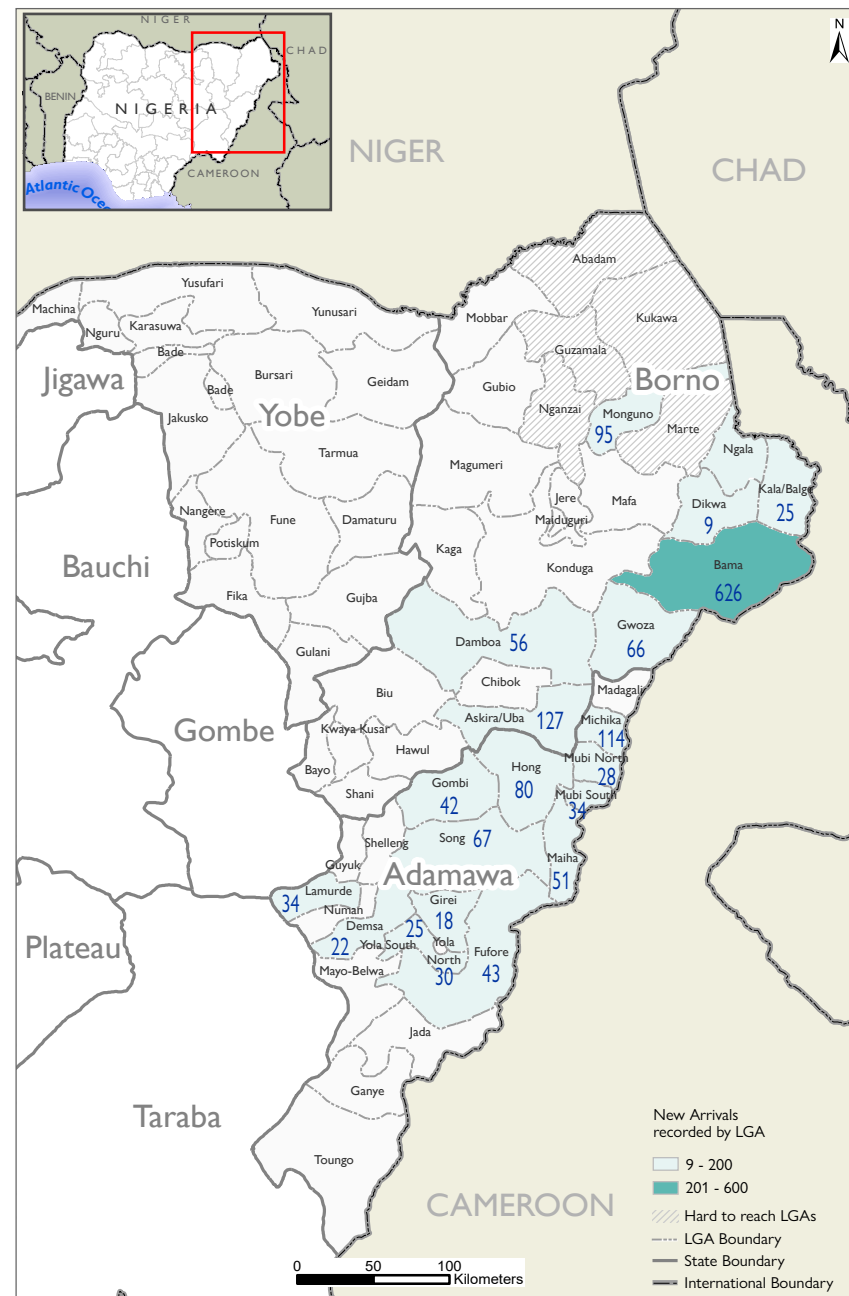 NIGER
CHAD
BENIN
NIGERIA
CAMEROON
Atlantic Oce
N
NIGER
CHAD
Abadam
Yusufari
Machina
Yunusari
Mobbar
Kukawa
Nguru
Karasuwa
Guzamala
Bade
Jigawa
Bursari
Geidam
Gubio
Borno
Bade
Nganzai
Monguno
95
Yobe
Jakusko
Marte
Tarmua
Ngala
Magumeri
Kala/Balge
25
Jere
Mafa
Dikwa
9
Nangere
Fune
Damaturu
Maiduguri
Potiskum
Kaga
Konduga
Bama
626
Bauchi
Fika
Gujba
Gwoza
66
Damboa 56
Gulani
Chibok
Madagali
Biu
Askira/Uba 127
Michika
114
Gombe
Kwaya Kusar
Hawul
Mubi North
28
Bayo
Hong
80
Shani
Gombi
42
Mubi South
34
Song 67
Shelleng
Maiha
51
Guyuk
Adamawa
Lamurde
34
Girei
18
Numan
Demsa
22
25
Yola South
Yola
North
30
Fufore
43
Plateau
Mayo-Belwa
Jada
Ganye
Taraba
Toungo
CAMEROON
New Arrivals
recorded by LGA
9 - 200
201 - 600
Hard to reach LGAs
LGA Boundary
State Boundary
International Boundary
0 50 100
Kilometers